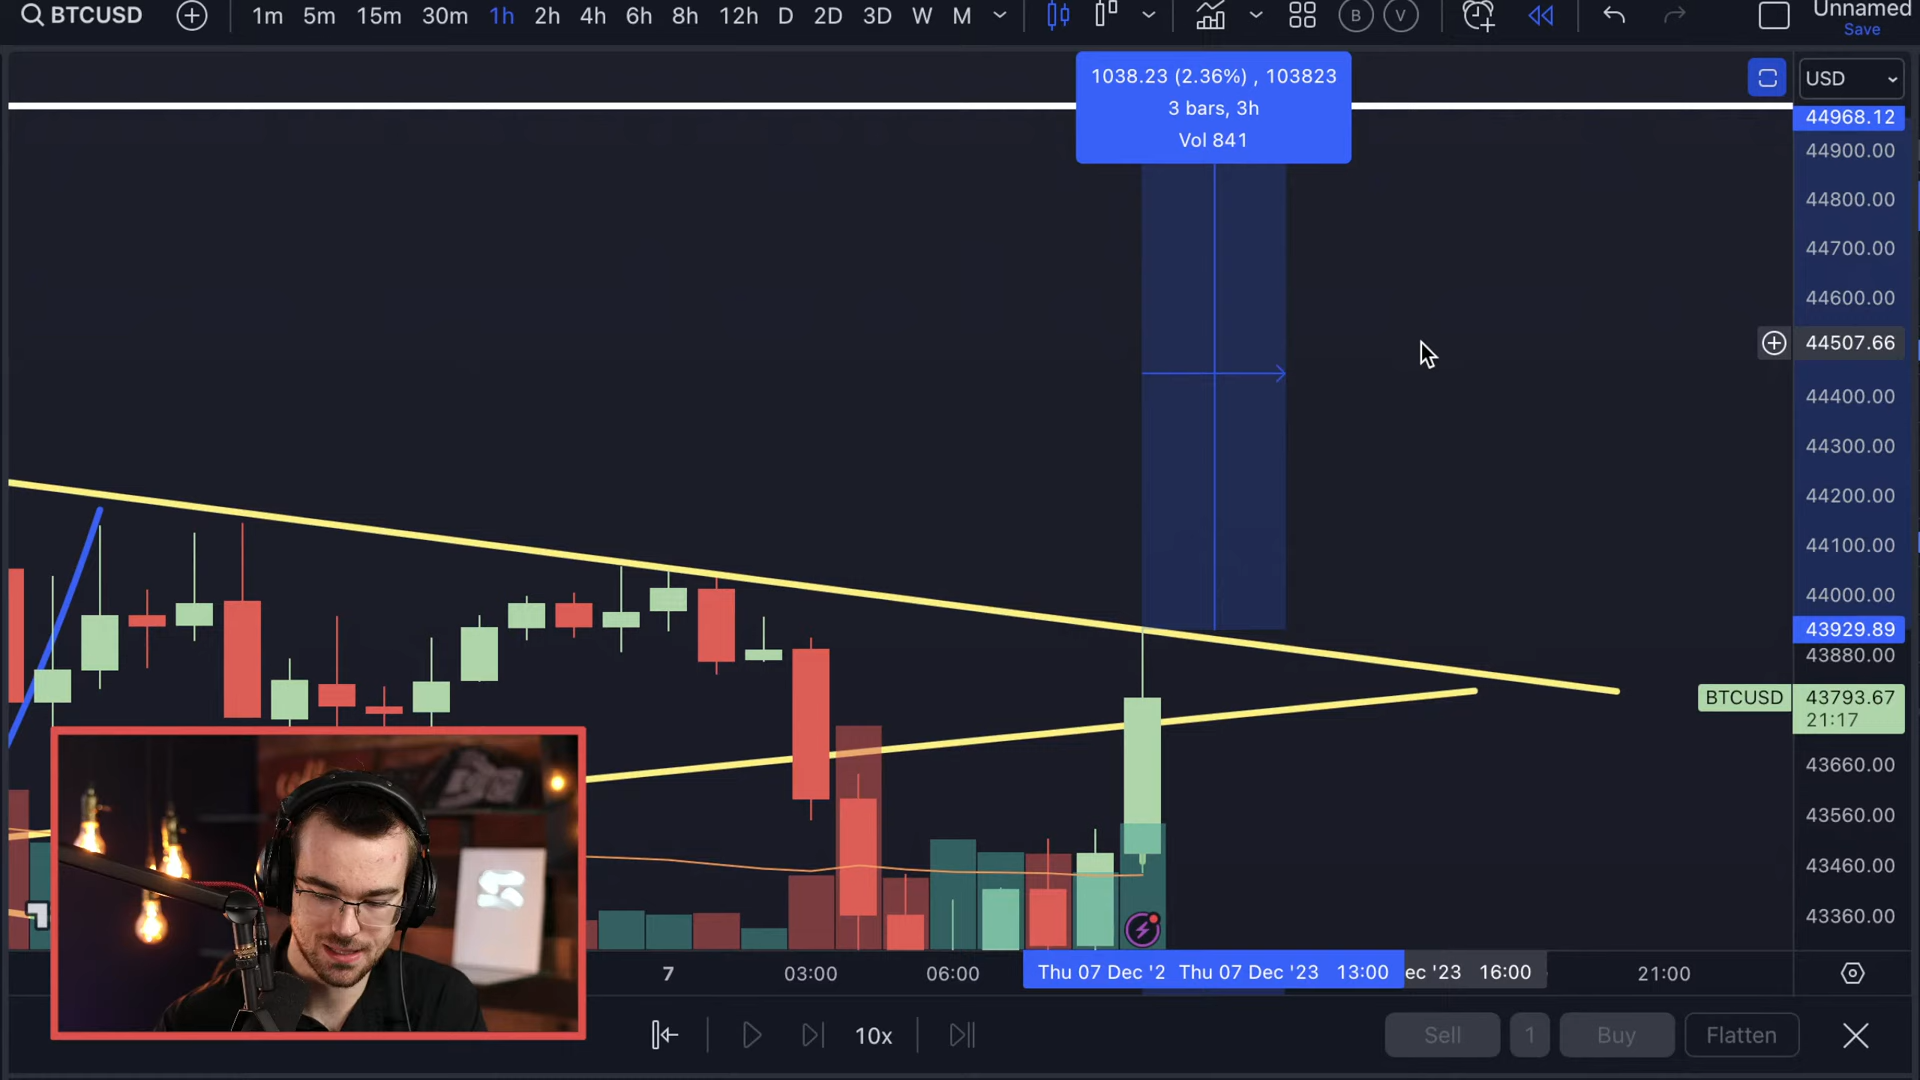 BTCUSD
1m 5m 15m 30m 1h 2h 4h 6h 8h 12h D 2D 3D W M
B V
Unnamed
Save
1038.23 (2.36%) , 103823
3 bars, 3h
Vol 841
USD
44968.12
44900.00
44800.00
44700.00
44600.00
44507.66
44400.00
44300.00
44200.00
44100.00
44000.00
43929.89
43880.00
BTCUSD 43793.67
21:17
43660.00
43560.00
43460.00
43360.00
7 03:00 06:00 Thu 07 Dec '2 Thu 07 Dec '23 13:00 ec '23 16:00 21:00
10x
Sell 1 Buy Flatten